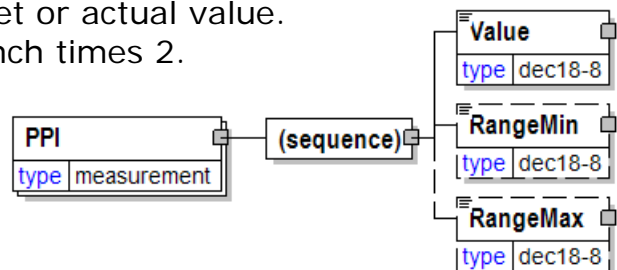 et or actual value.
nch times 2.
PPI
type measurement
(sequence)
Value
type dec18-8
RangeMin
type dec18-8
RangeMax
type dec18-8